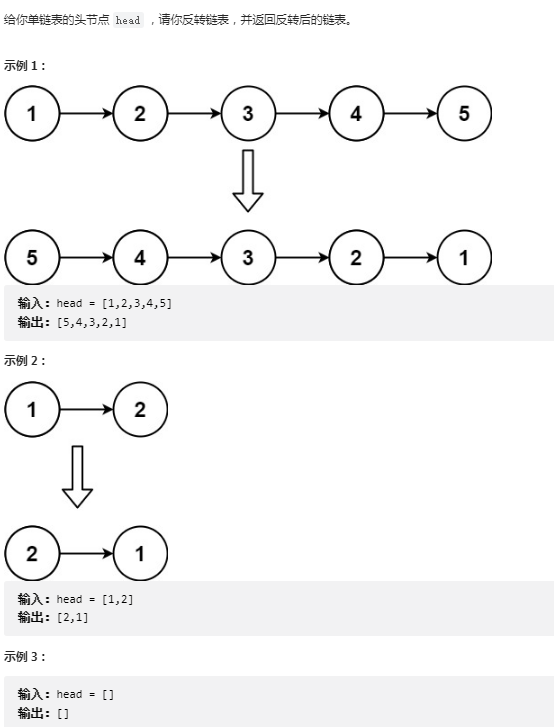 给你单链表的头节点 head ，请你反转链表，并返回反转后的链表。
示例 1：
1 2 3 4 5
5 4 3 2 1
输入：head = [1,2,3,4,5]
输出：[5,4,3,2,1]
示例 2：
1 2
2 1
输入：head = [1,2]
输出：[2,1]
示例 3：
输入：head = []
输出：[]